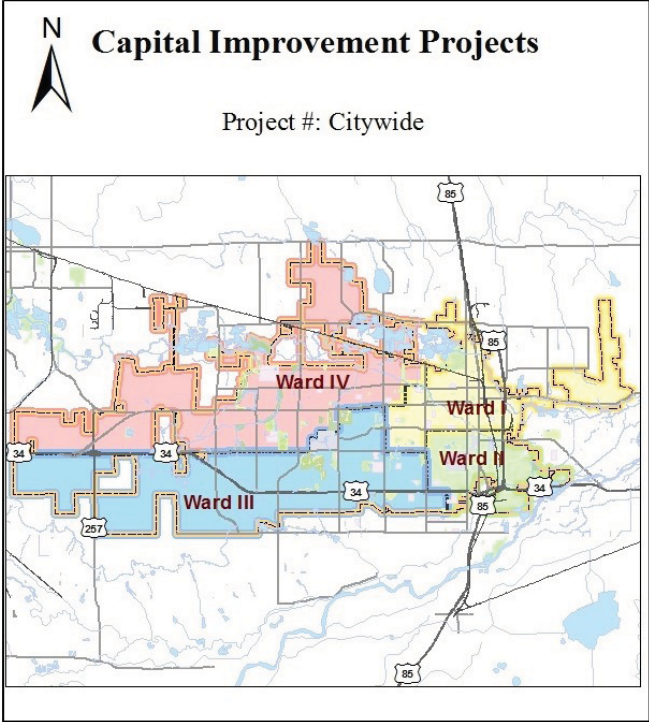 N
Capital Improvement Projects
Project #: Citywide
85
85
Ward IV
Ward I
34
34
Ward II
Ward III
34
34
85
257
85